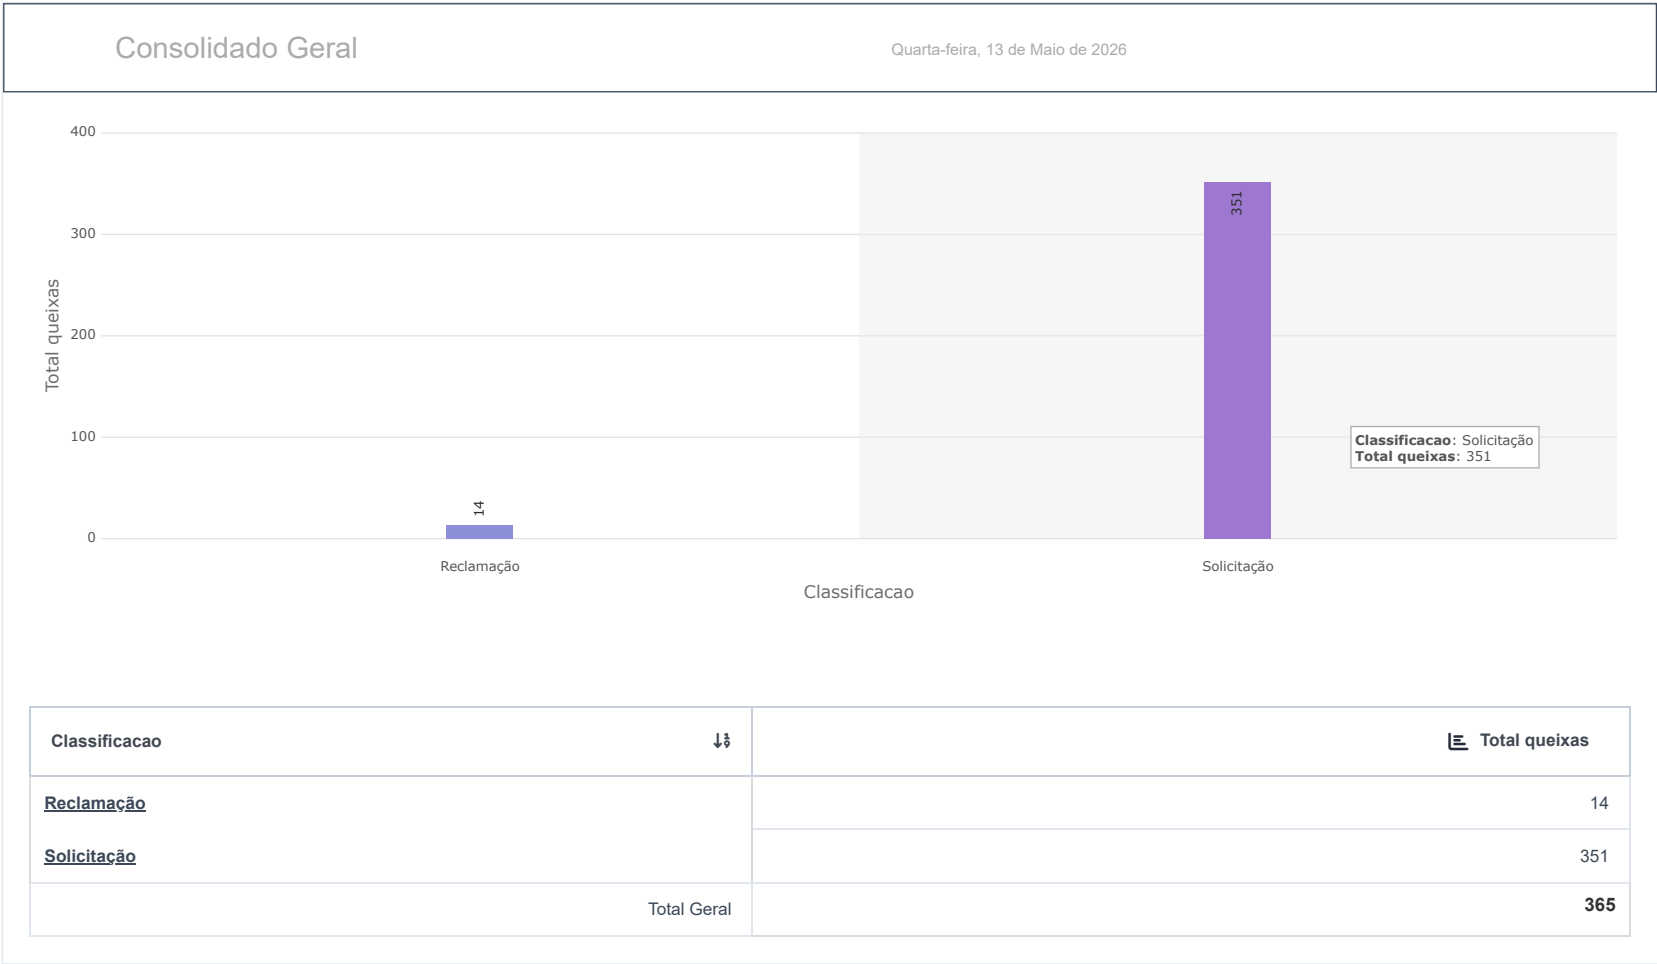 Consolidado Geral
Quarta-feira, 13 de Maio de 2026
400
300
200
100
0
Total queixas
14
351
Classificacao: Solicitação
Total queixas: 351
Reclamação
Solicitação
Classificacao
Classificacao
Total queixas
Reclamação
14
Solicitação
351
Total Geral
365